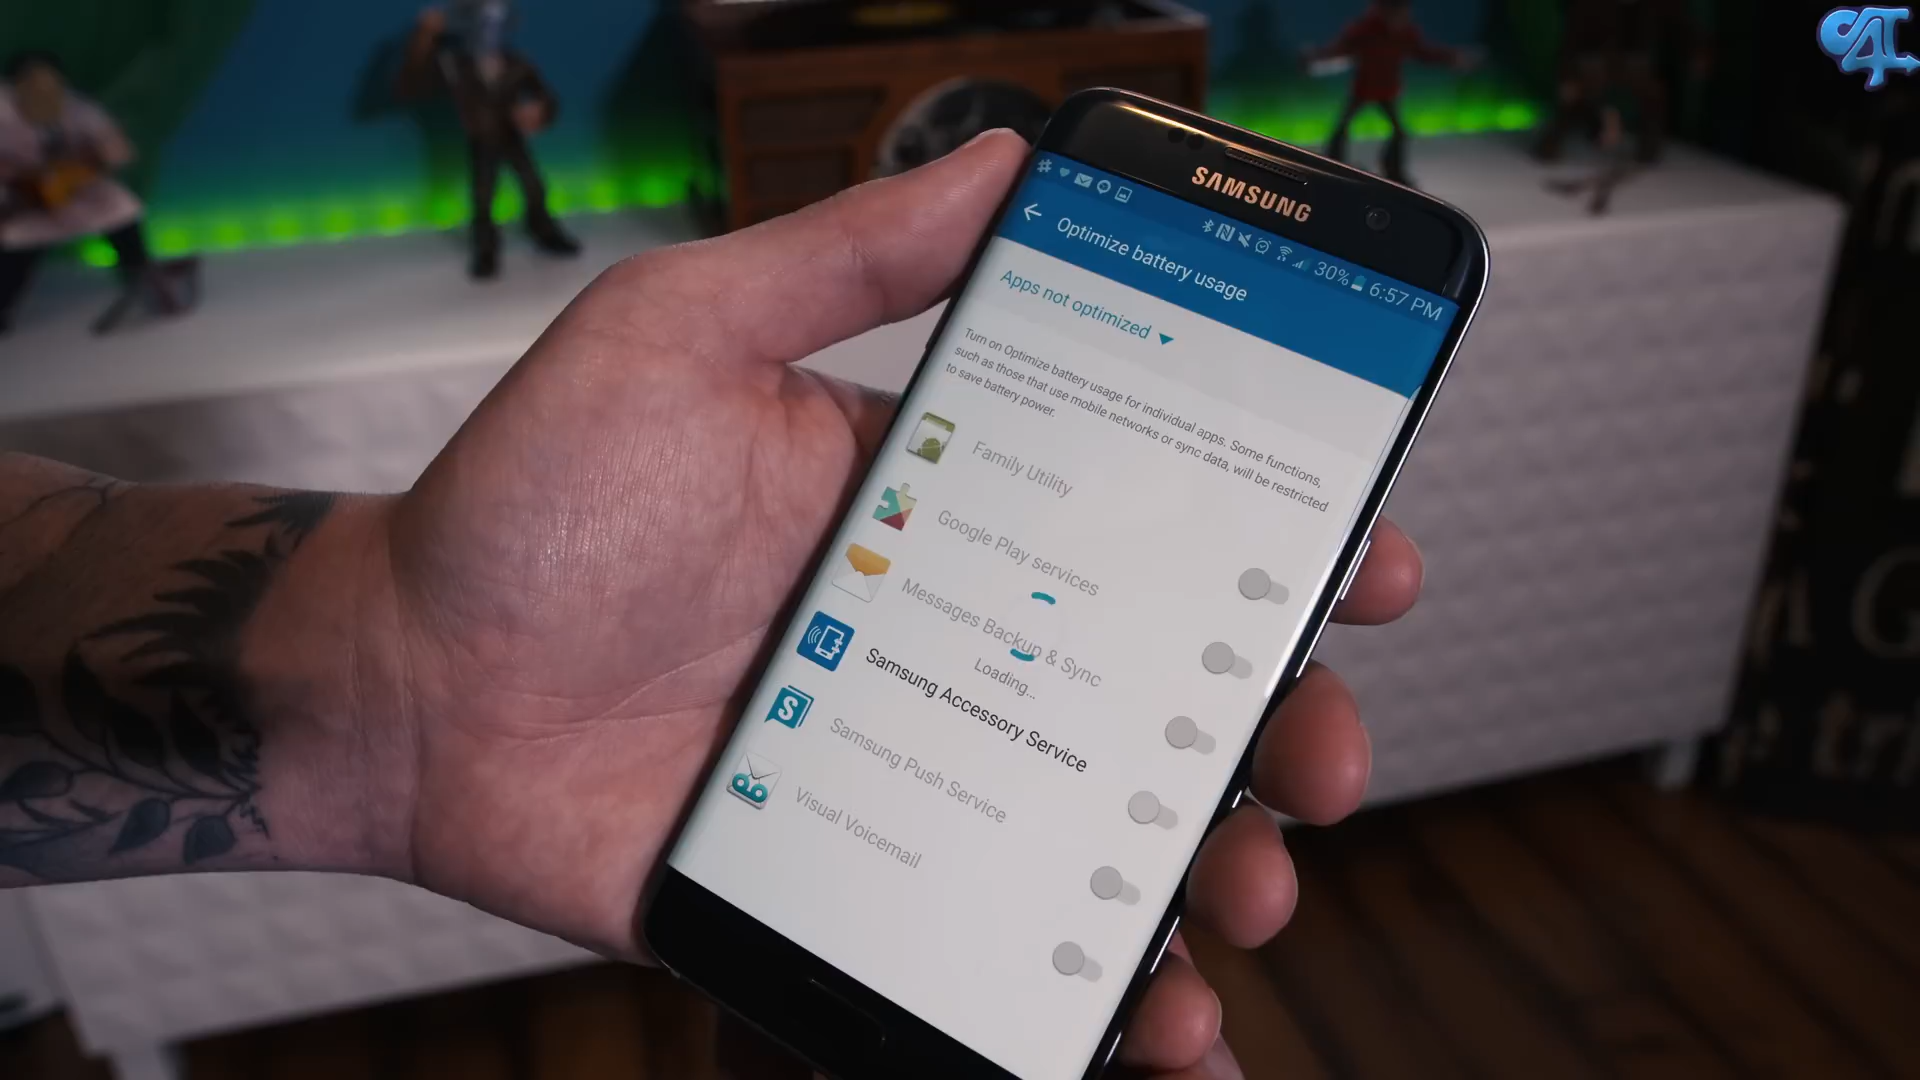 SAMSUNG
30% 6:57 PM
Optimize battery usage
Apps not optimized
Turn on Optimize battery usage for individual apps. Some functions,
such as those that use mobile networks or sync data, will be restricted
to save battery power.
Family Utility
Google Play services
Messages Backup & Sync
Loading...
Samsung Accessory Service
Samsung Push Service
Visual Voicemail